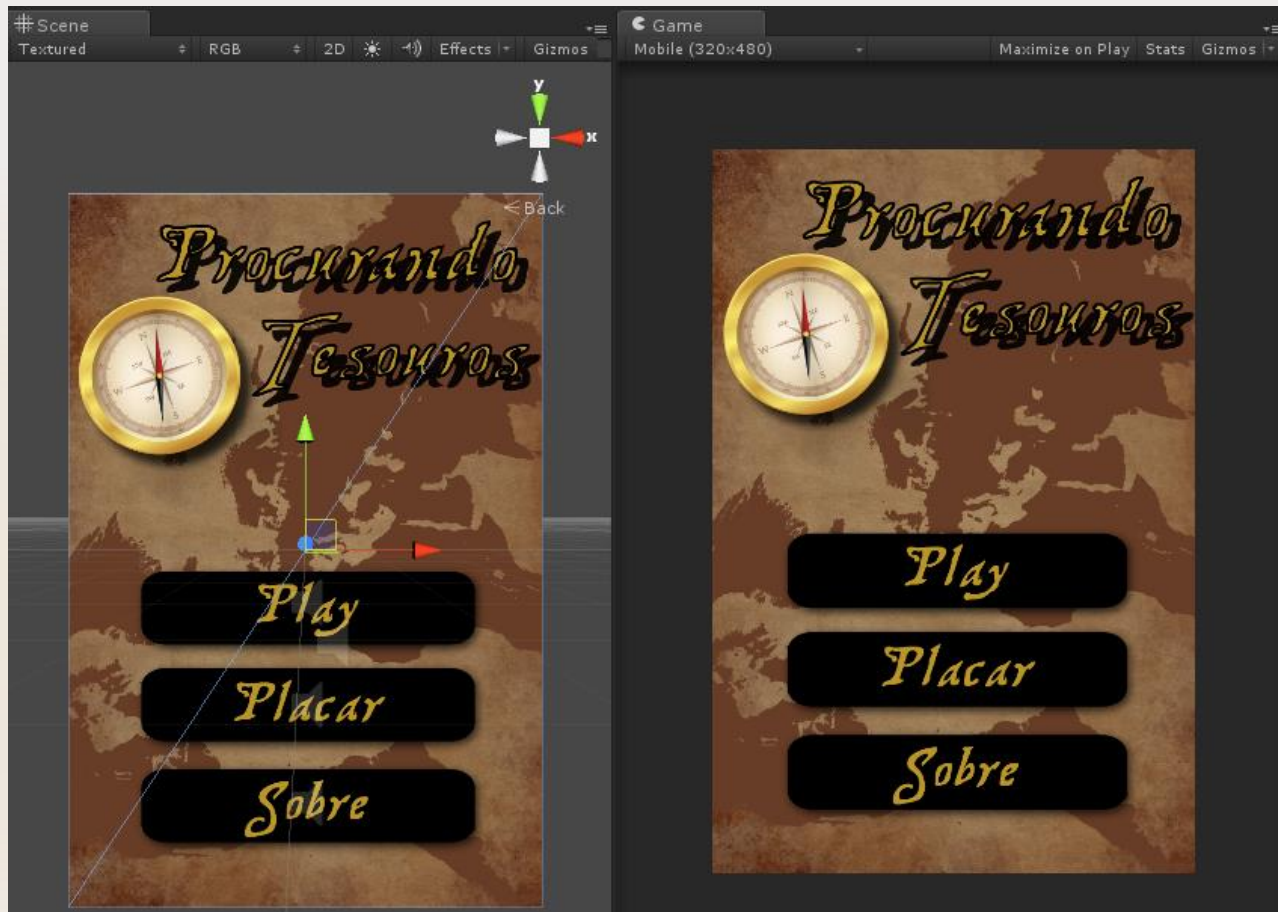 Scene
Textured RGB 2D Effects Gizmos
y
x
Back
Procurando
Tesouros
N
E
S
W
Play
Placar
Sobre
Game
Mobile (320x480) Maximize on Play Stats Gizmos
Procurando
Tesouros
N
E
S
W
Play
Placar
Sobre